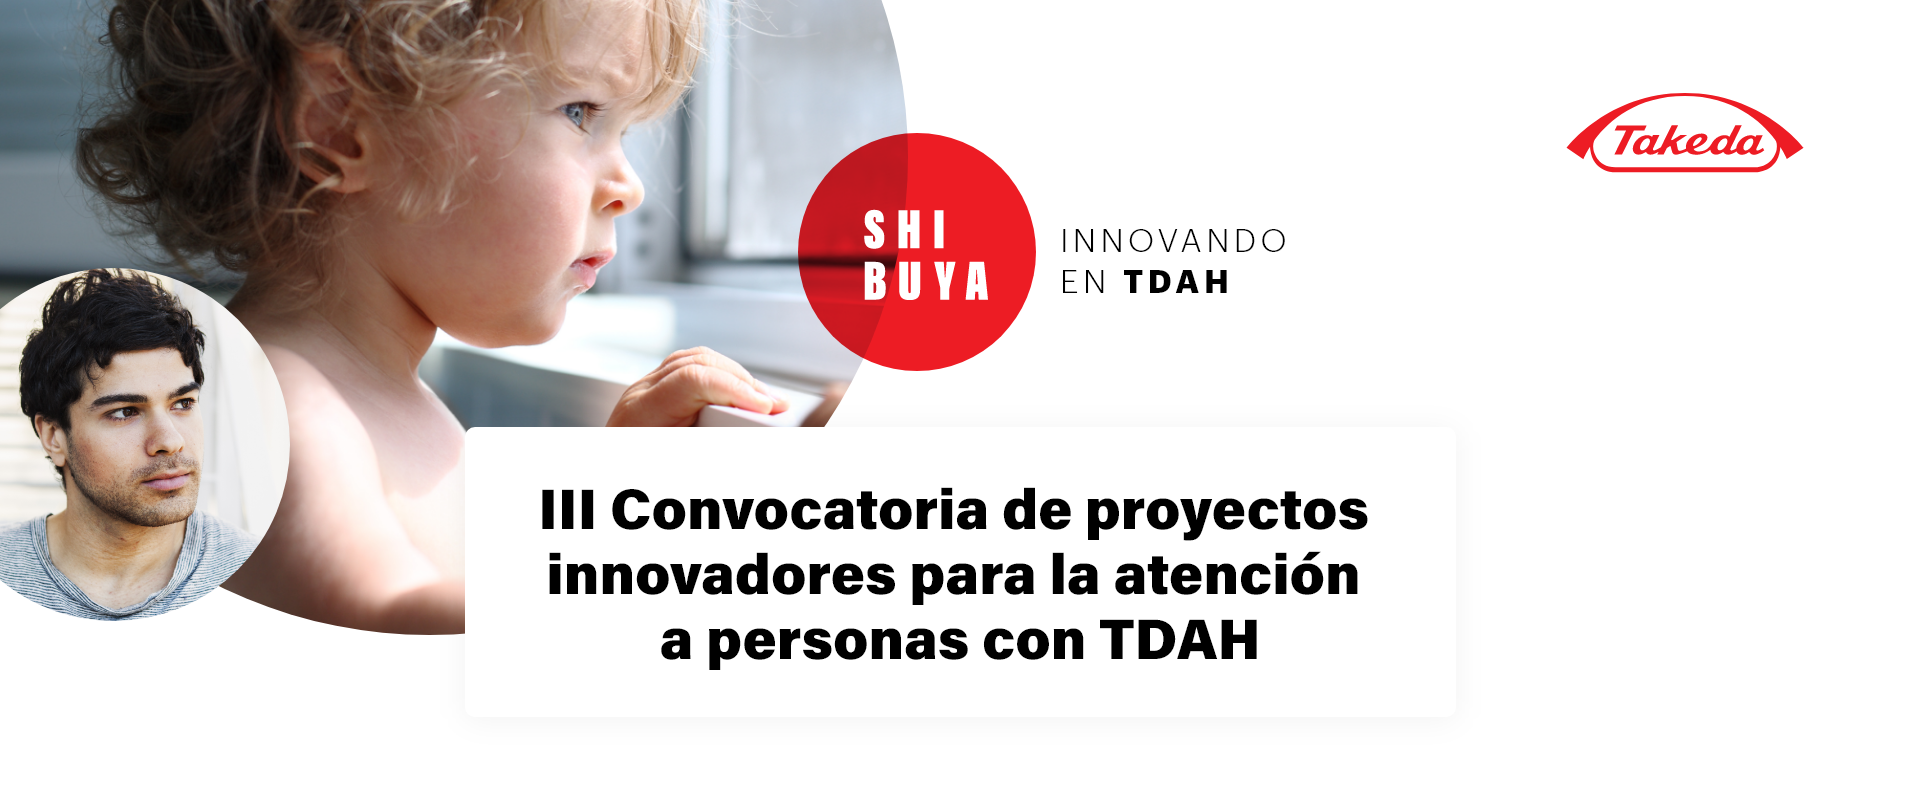 SHI
BUYA
INNOVANDO
EN TDAH
Takeda
III Convocatoria de proyectos
innovadores para la atención
a personas con TDAH